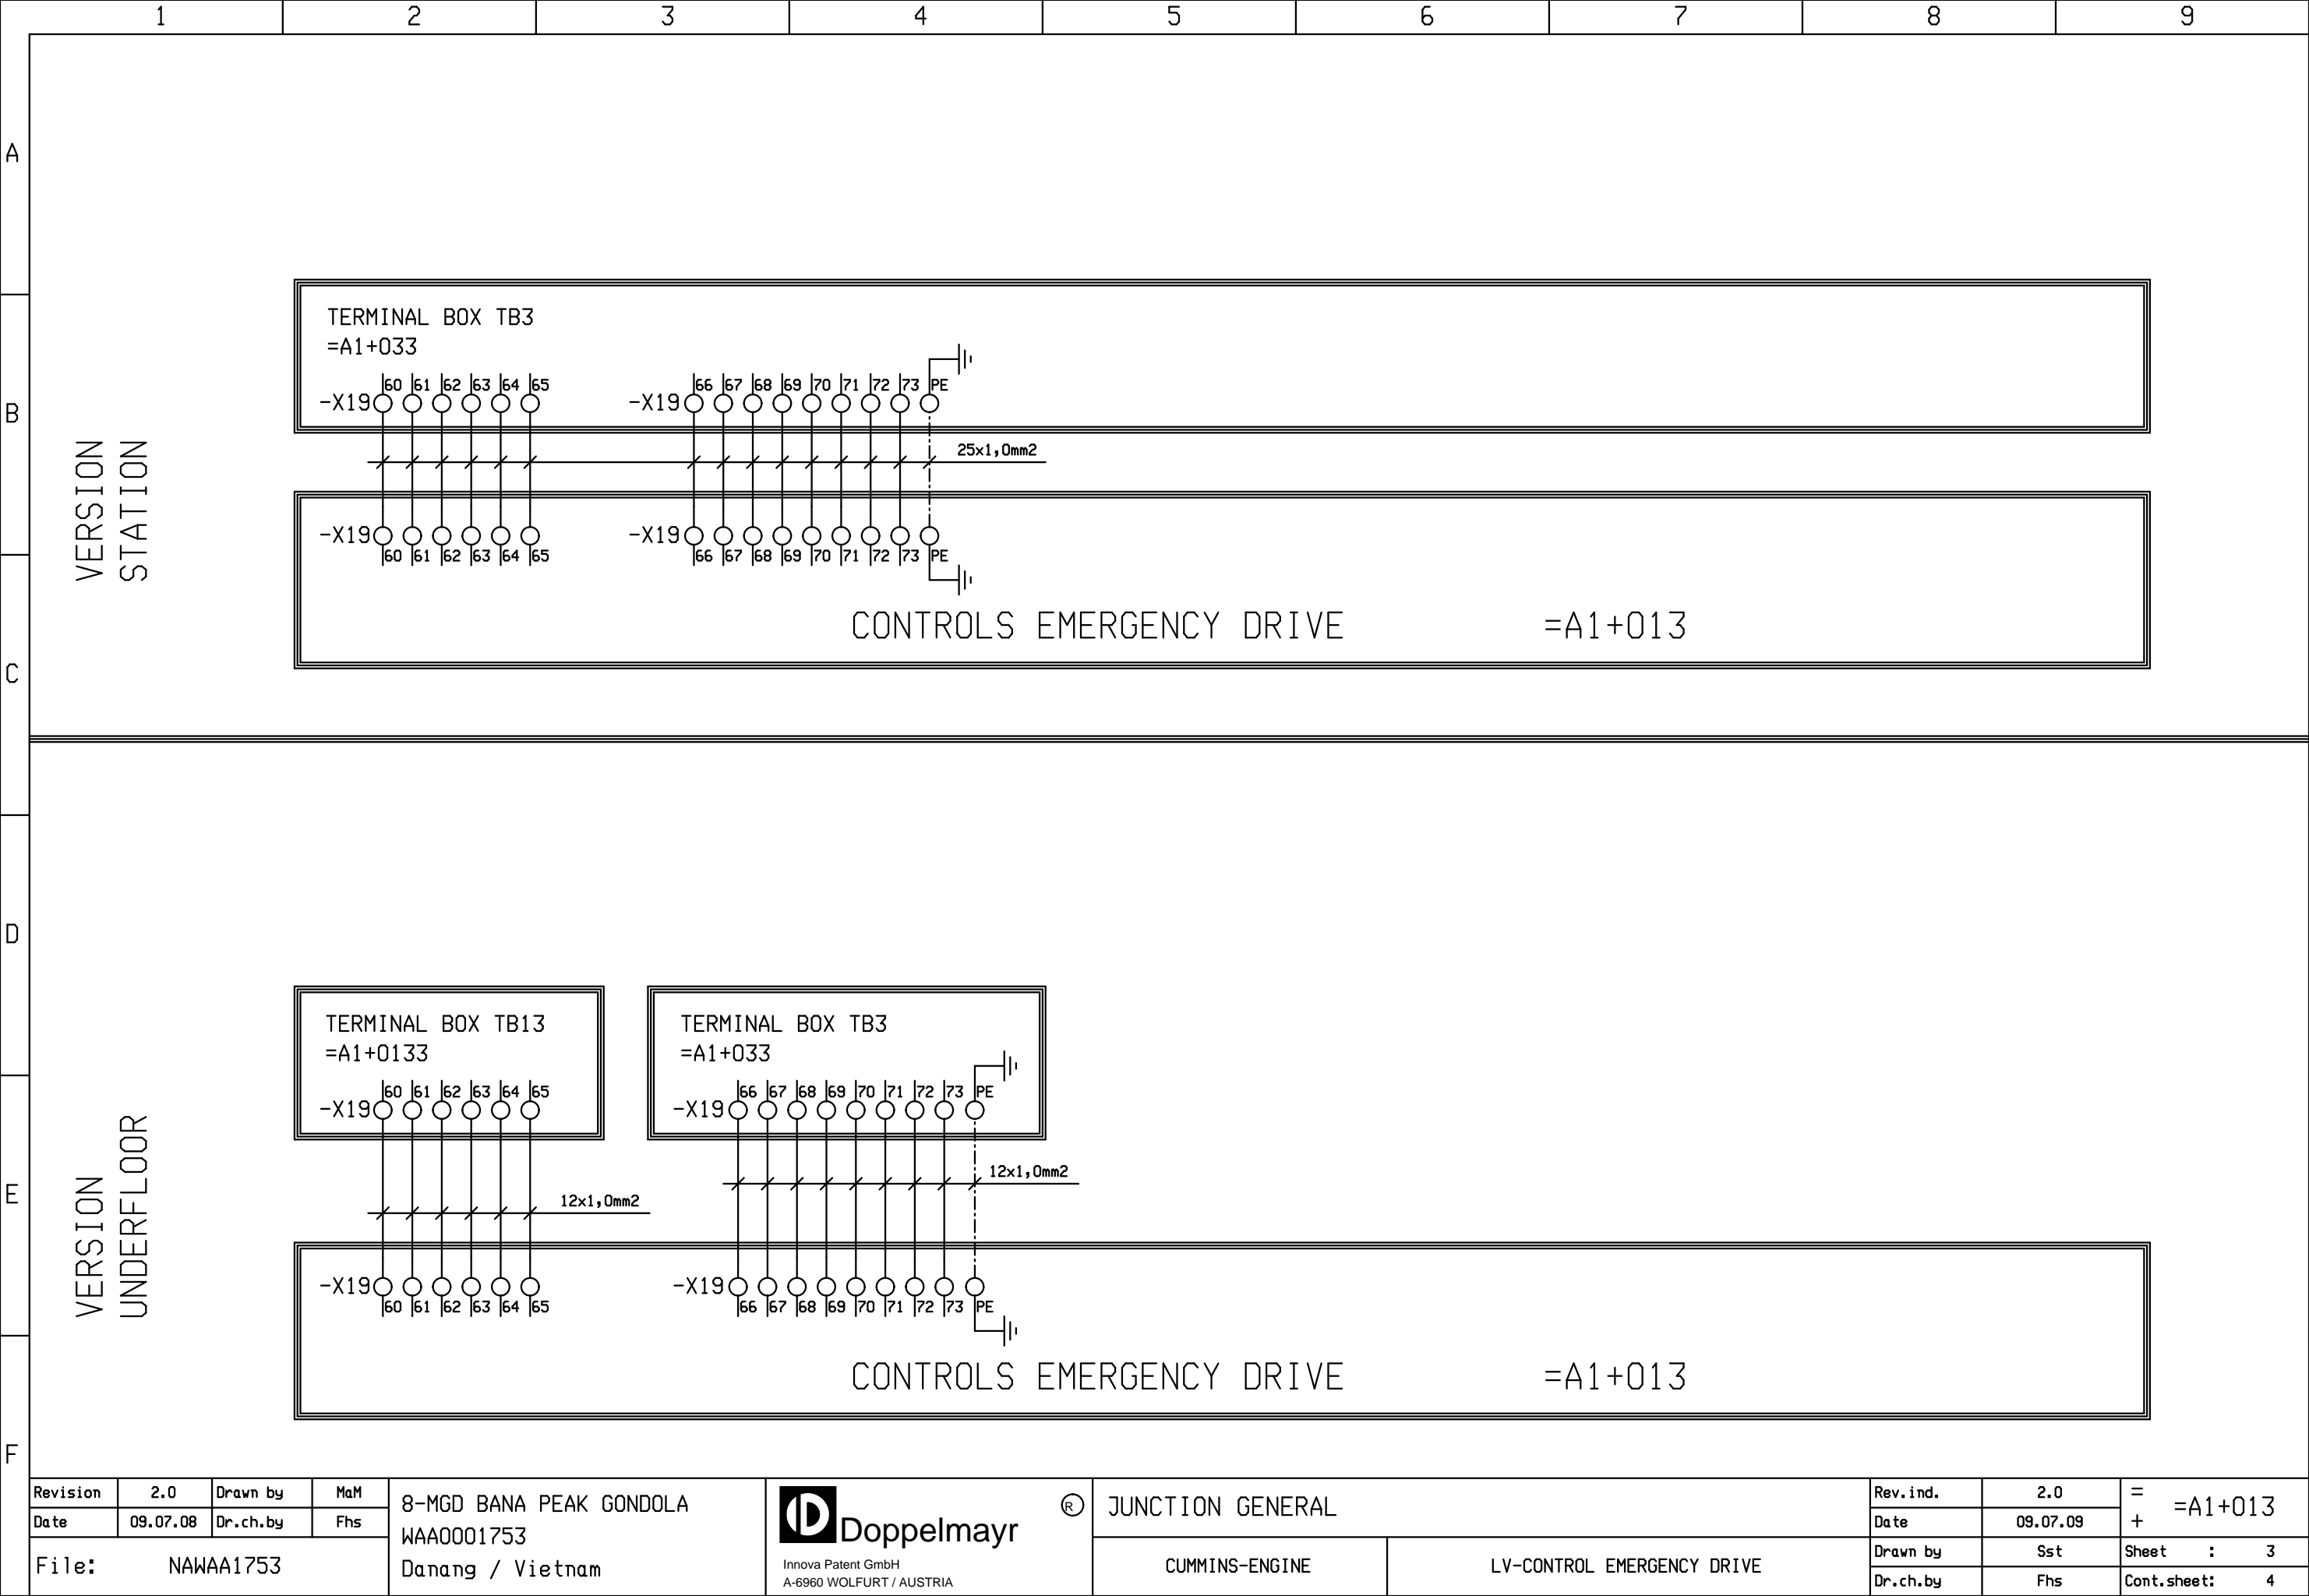 1 2 3 4 5 6 7 8 9
A
B
C
D
E
F
VERSION
STATION
TERMINAL BOX TB3
=A1+O33
-X19 60 61 62 63 64 65 -X19 66 67 68 69 70 71 72 73 PE
25x1,0mm2
-X19 60 61 62 63 64 65 -X19 66 67 68 69 70 71 72 73 PE
CONTROLS EMERGENCY DRIVE =A1+O13
VERSION
UNDERFLOOR
TERMINAL BOX TB13 TERMINAL BOX TB3
=A1+O133 =A1+O33
-X19 60 61 62 63 64 65 -X19 66 67 68 69 70 71 72 73 PE
12x1,0mm2
12x1,0mm2
-X19 60 61 62 63 64 65 -X19 66 67 68 69 70 71 72 73 PE
CONTROLS EMERGENCY DRIVE =A1+O13
Revision 2.0 Drawn by MaM
Date 09.07.08 Dr.ch.by Fhs
File: NAWAA1753
8-MGD BANA PEAK GONDOLA
WAA0001753
Danang / Vietnam
Doppelmayr ®
Innova Patent GmbH
A-6960 WOLFURT / AUSTRIA
JUNCTION GENERAL
CUMMINS-ENGINE LV-CONTROL EMERGENCY DRIVE
Rev.ind. 2.0
Date 09.07.09
Drawn by Sst
Dr.ch.by Fhs
= =A1+O13
+
Sheet : 3
Cont.sheet: 4